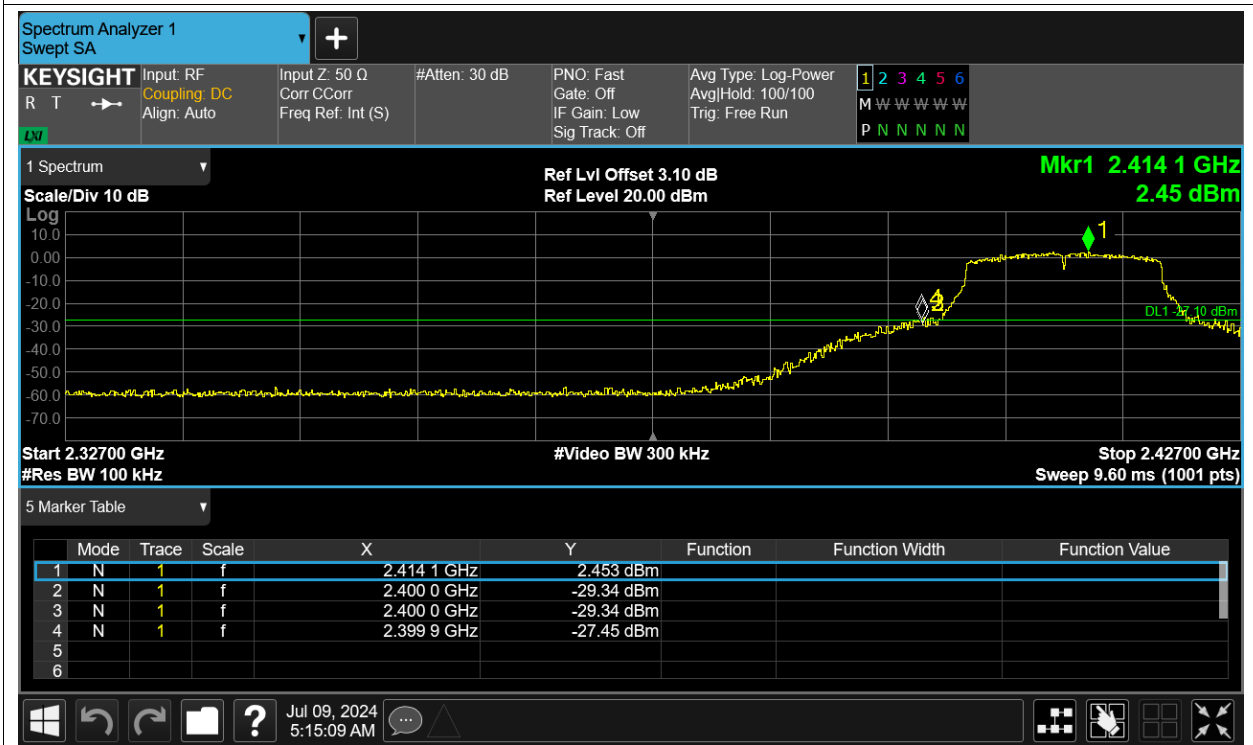 Spectrum Analyzer 1
Swept SA
KEYSIGHT Input: RF Input Z: 50 Ω #Atten: 30 dB PNO: Fast Avg Type: Log-Power 1 2 3 4 5 6
R T Coupling: DC Corr CCorr Gate: Off Avg|Hold: 100/100 M W W W W W
Align: Auto Freq Ref: Int (S) IF Gain: Low Trig: Free Run
LXI Sig Track: Off P N N N N N
1 Spectrum Ref Lvl Offset 3.10 dB Mkr1 2.414 1 GHz
Scale/Div 10 dB Ref Level 20.00 dBm 2.45 dBm
Log
10.0
1
0.00
-10.0
-20.0
-30.0
DL1 -27.10 dBm
-40.0
-50.0
-60.0
-70.0
Start 2.32700 GHz #Video BW 300 kHz Stop 2.42700 GHz
#Res BW 100 kHz Sweep 9.60 ms (1001 pts)
5 Marker Table
Mode Trace Scale X Y Function Function Width Function Value
1 N 1 f 2.414 1 GHz 2.453 dBm
2 N 1 f 2.400 0 GHz -29.34 dBm
3 N 1 f 2.400 0 GHz -29.34 dBm
4 N 1 f 2.399 9 GHz -27.45 dBm
5
6
? Jul 09, 2024
5:15:09 AM